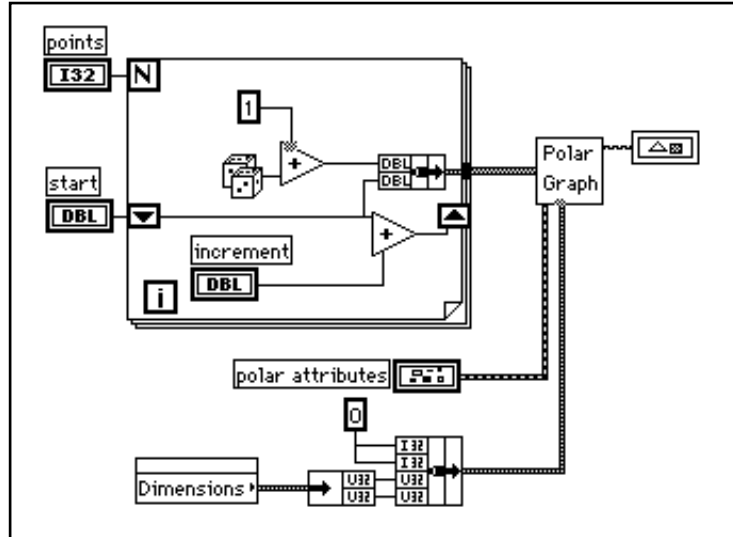 points
I32
N
1
DBL
DBL
Polar
Graph
start
DBL
increment
DBL
i
polar attributes
0
I32
I32
Dimensions
U32
U32
U32
U32